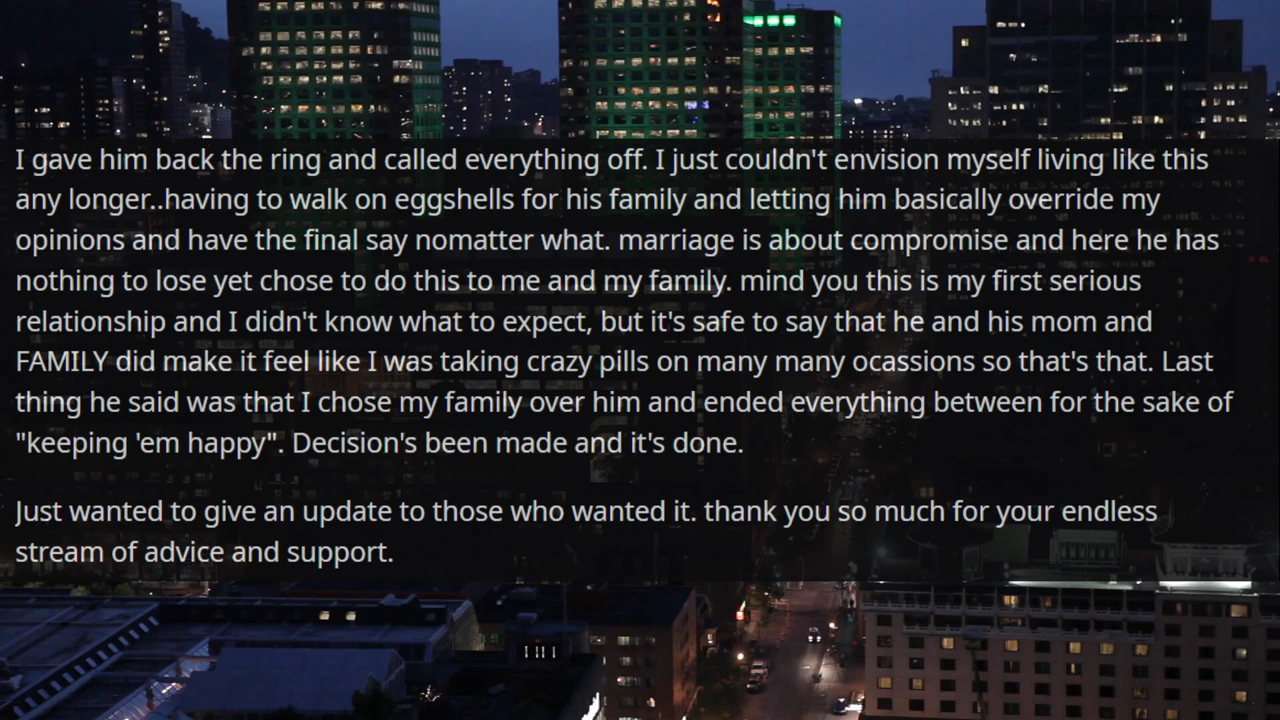 I gave him back the ring and called everything off. I just couldn't envision myself living like this
any longer..having to walk on eggshells for his family and letting him basically override my
opinions and have the final say nomatter what. marriage is about compromise and here he has
nothing to lose yet chose to do this to me and my family. mind you this is my first serious
relationship and I didn't know what to expect, but it's safe to say that he and his mom and
FAMILY did make it feel like I was taking crazy pills on many many ocassions so that's that. Last
thing he said was that I chose my family over him and ended everything between for the sake of
"keeping 'em happy". Decision's been made and it's done.
Just wanted to give an update to those who wanted it. thank you so much for your endless
stream of advice and support.